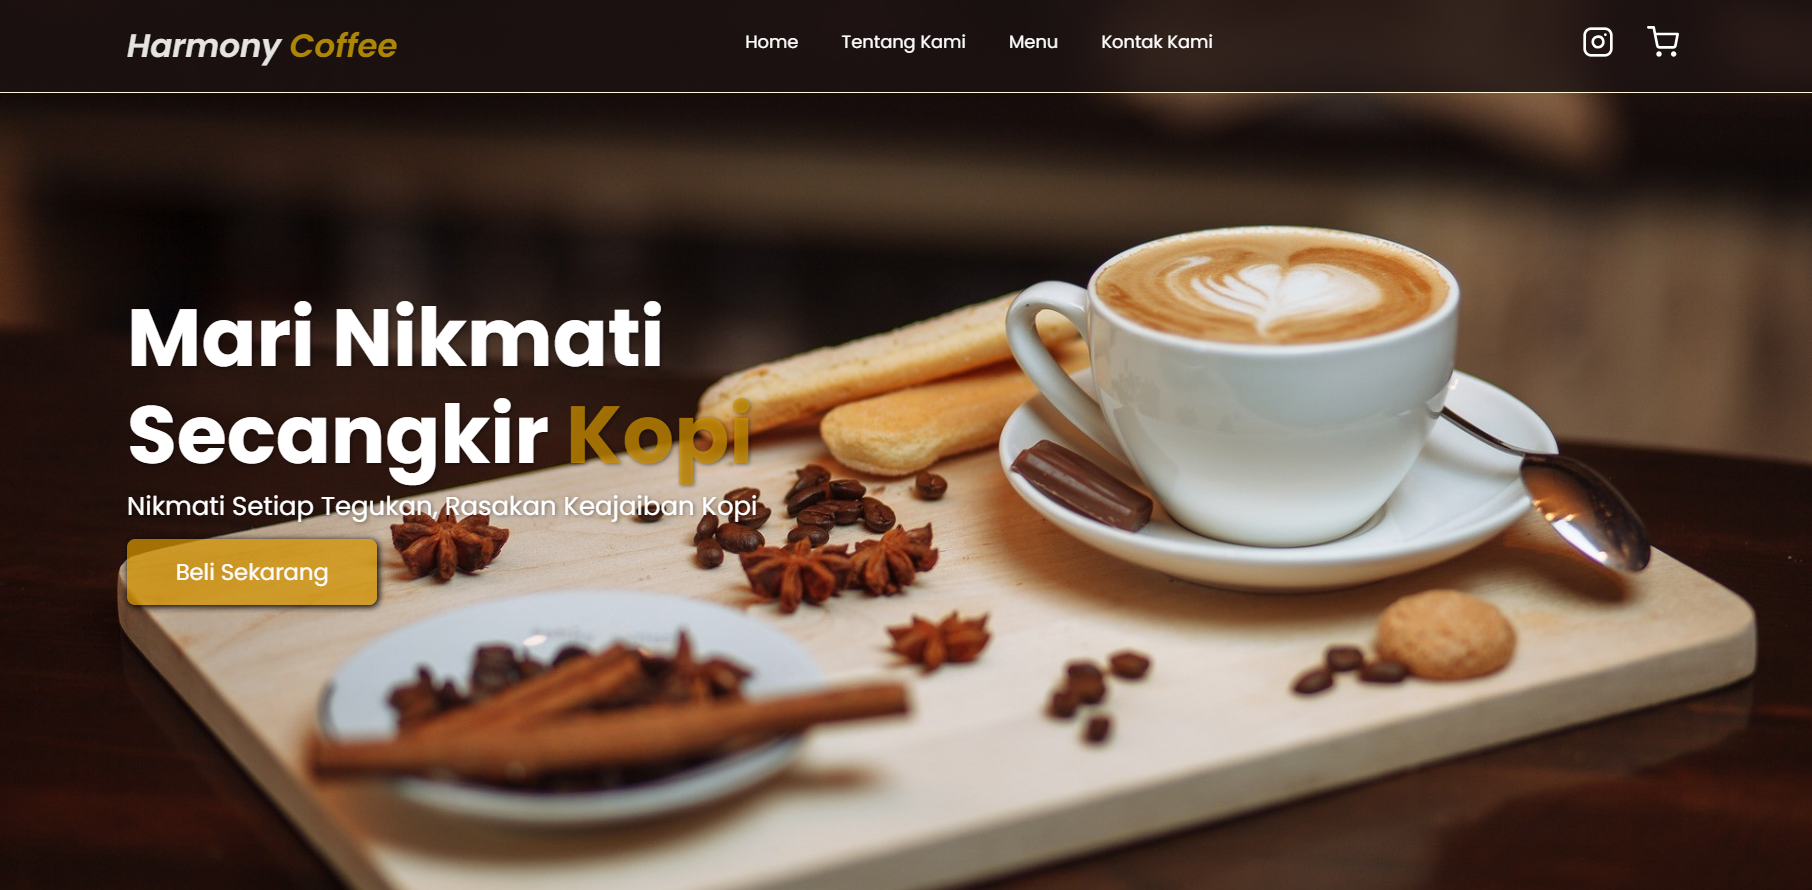 Harmony Coffee
Home
Tentang Kami
Menu
Kontak Kami
Mari Nikmati
Secangkir Kopi
Nikmati Setiap Tegukan, Rasakan Keajaiban Kopi
Beli Sekarang